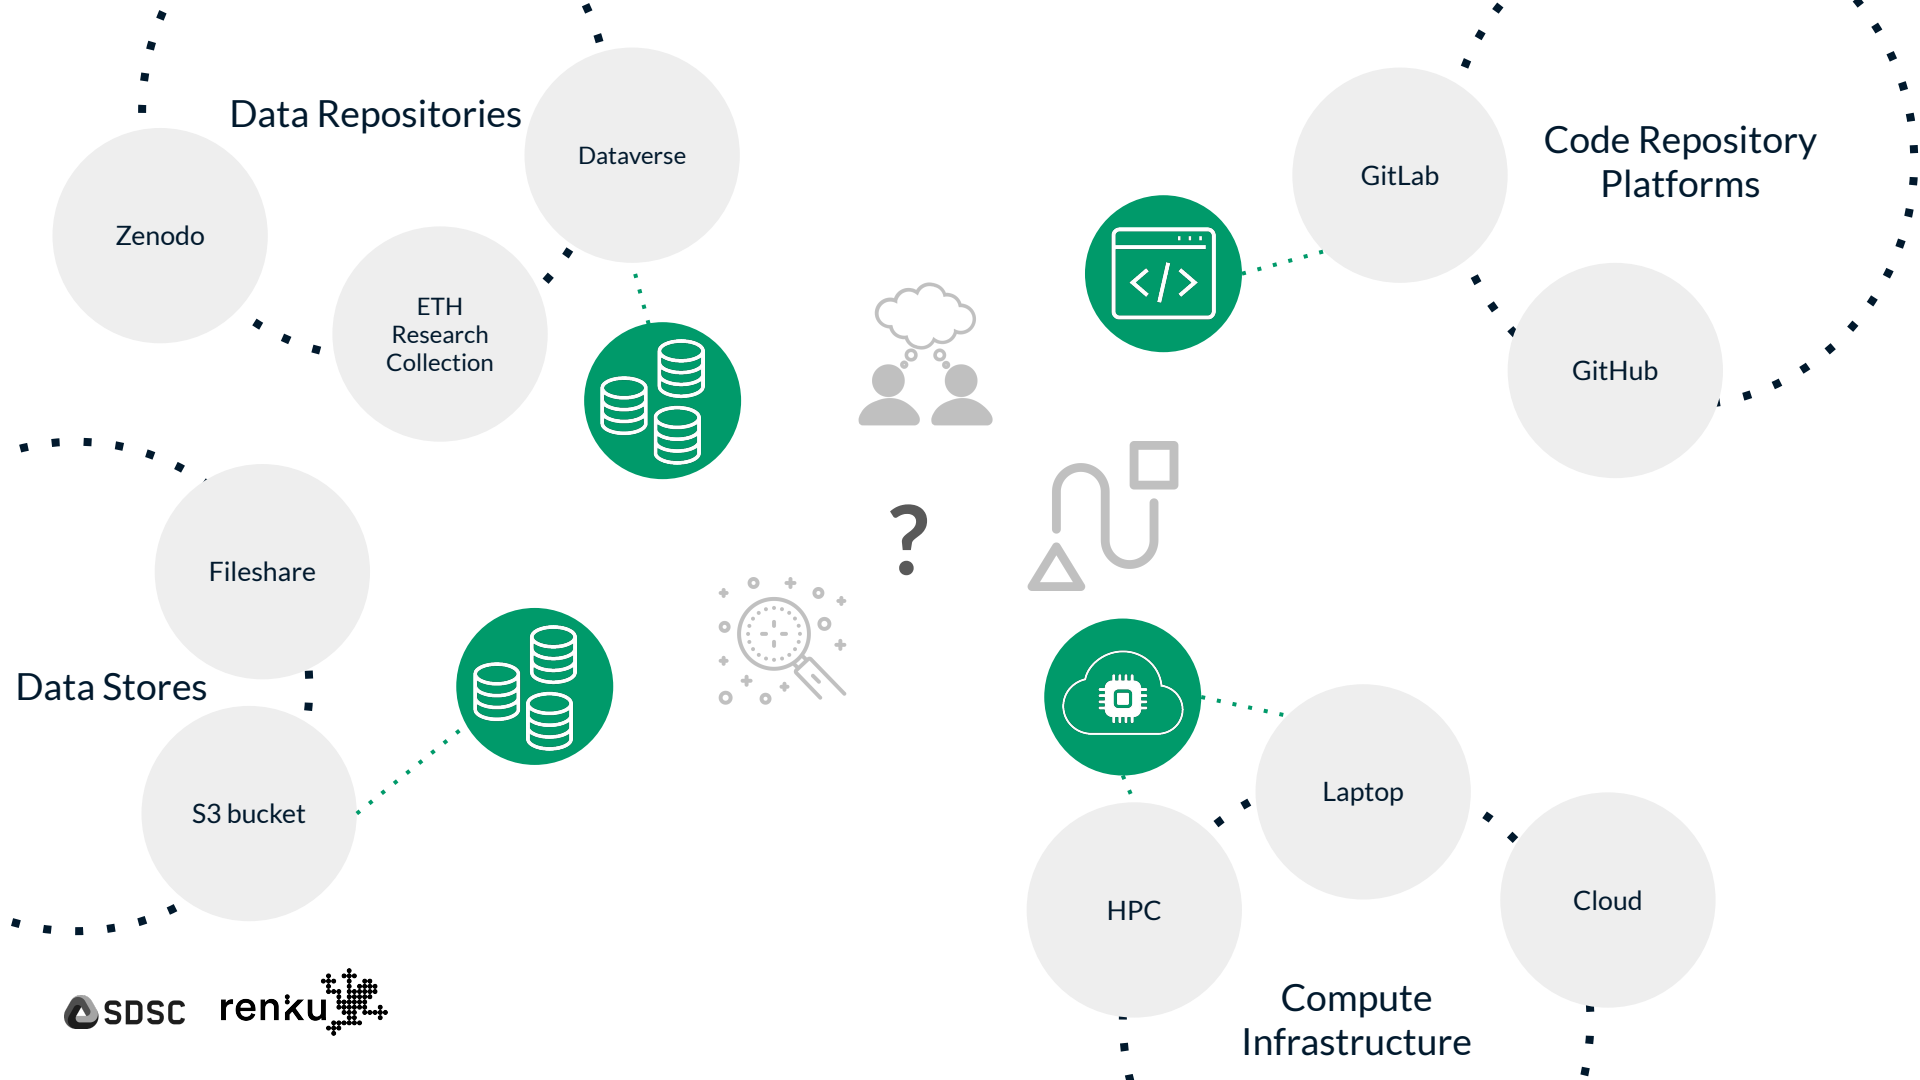 Data Repositories
Dataverse
Zenodo
ETH
Research
Collection
GitLab
Code Repository
Platforms
GitHub
</>
?
Fileshare
Data Stores
S3 bucket
Laptop
HPC
Cloud
Compute
Infrastructure
SDSC
renku